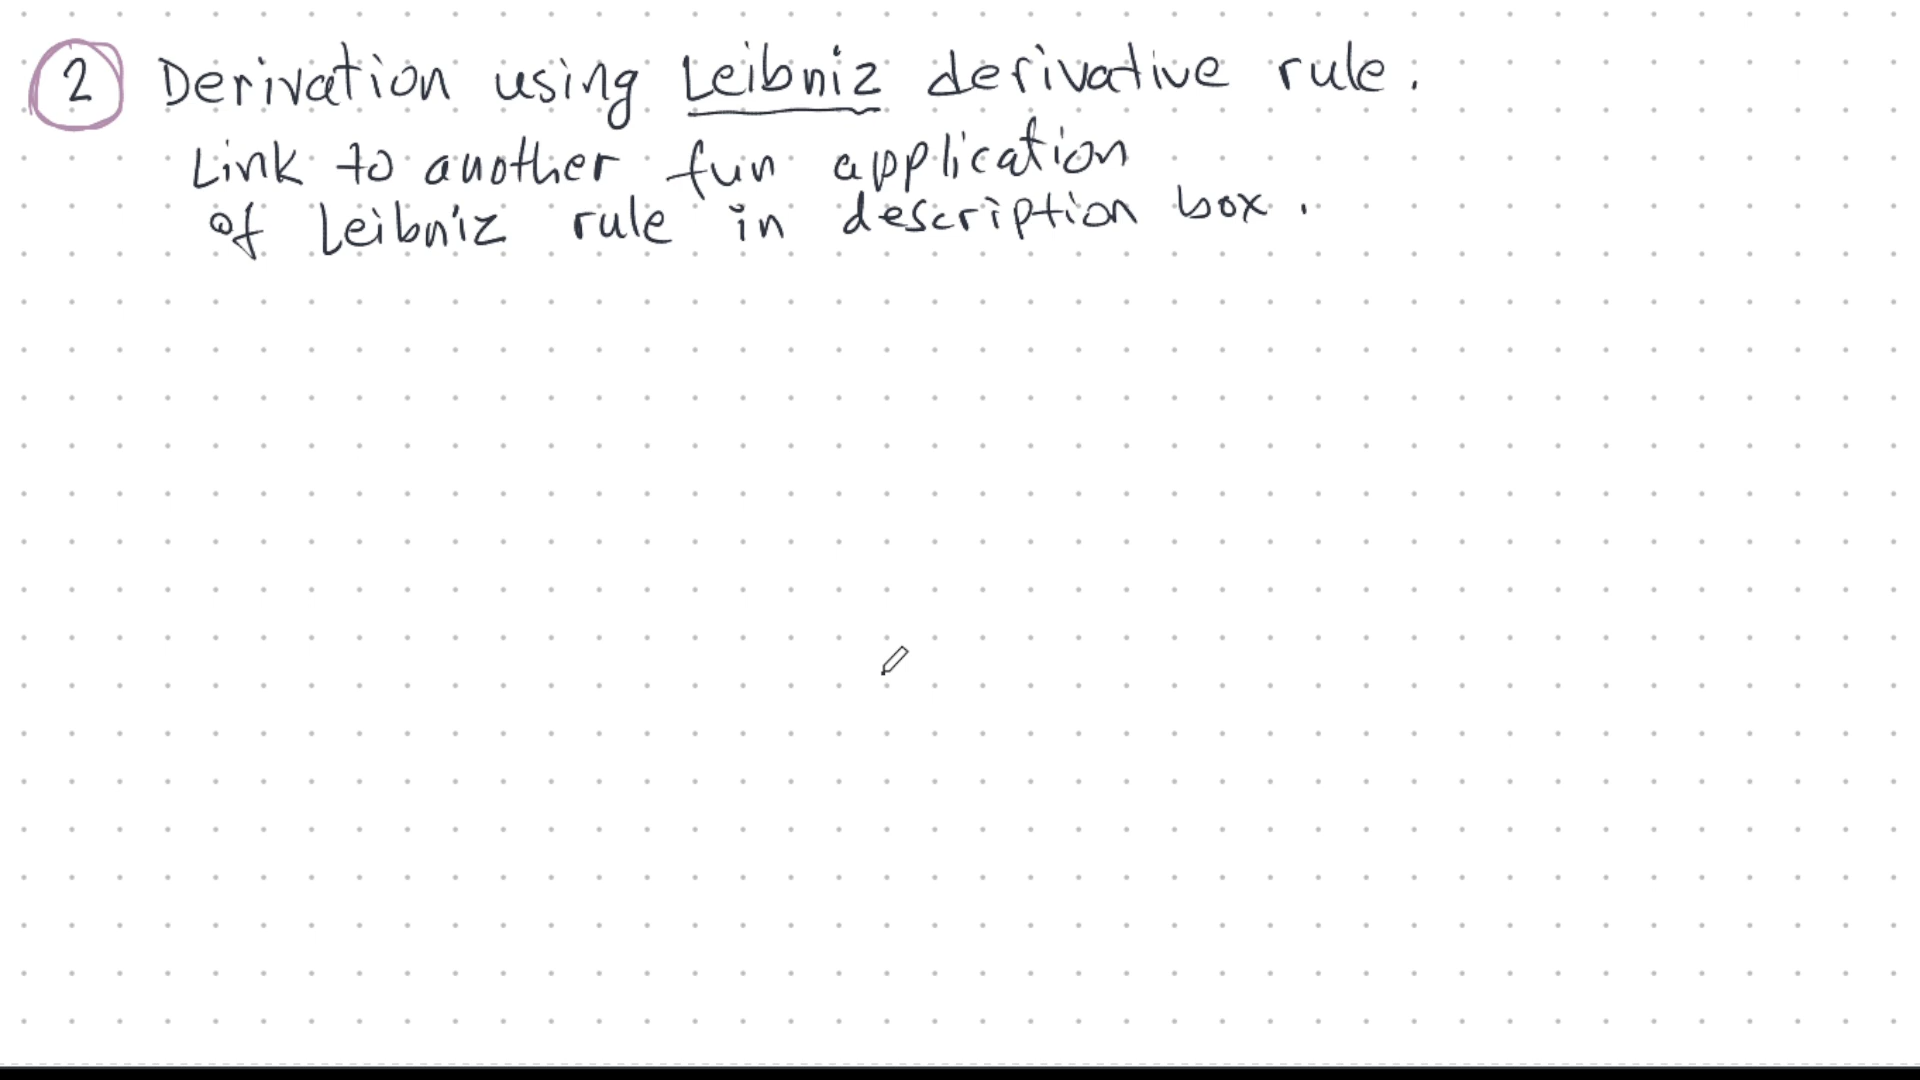 2 Derivation using Leibniz derivative rule.
Link to another fun application
of Leibniz rule in description box.